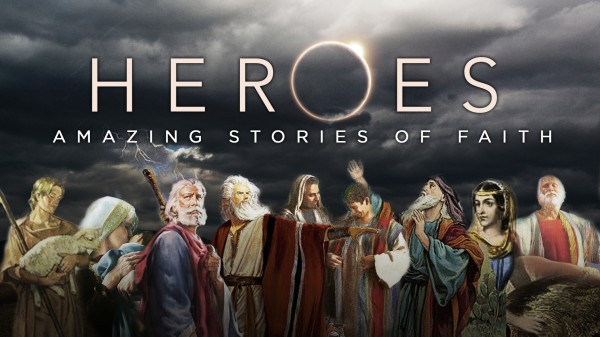 HEROES
AMAZING STORIES OF FAITH